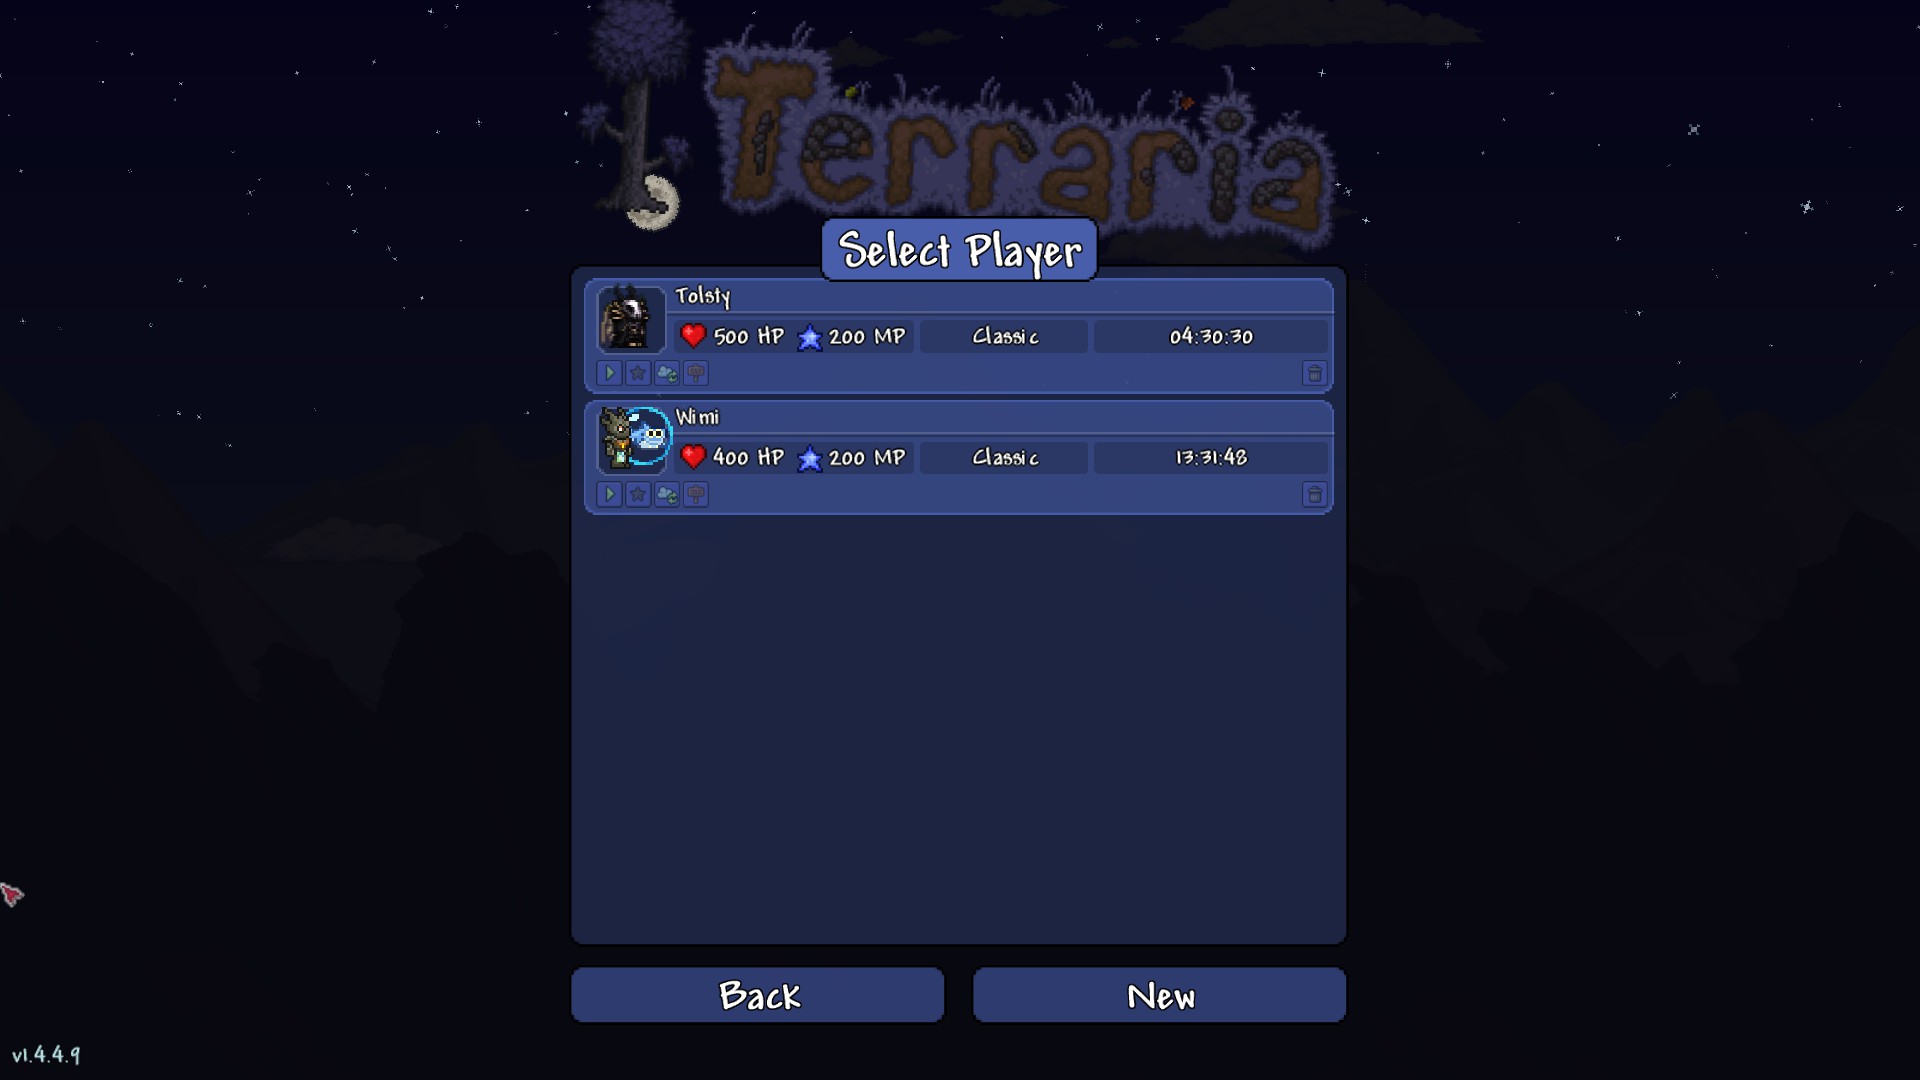 Terraria
Select Player
Tolsty
500 HP 200 MP Classic 04:30:30
Wimi
400 HP 200 MP Classic 13:31:48
Back New
v1.4.4.9